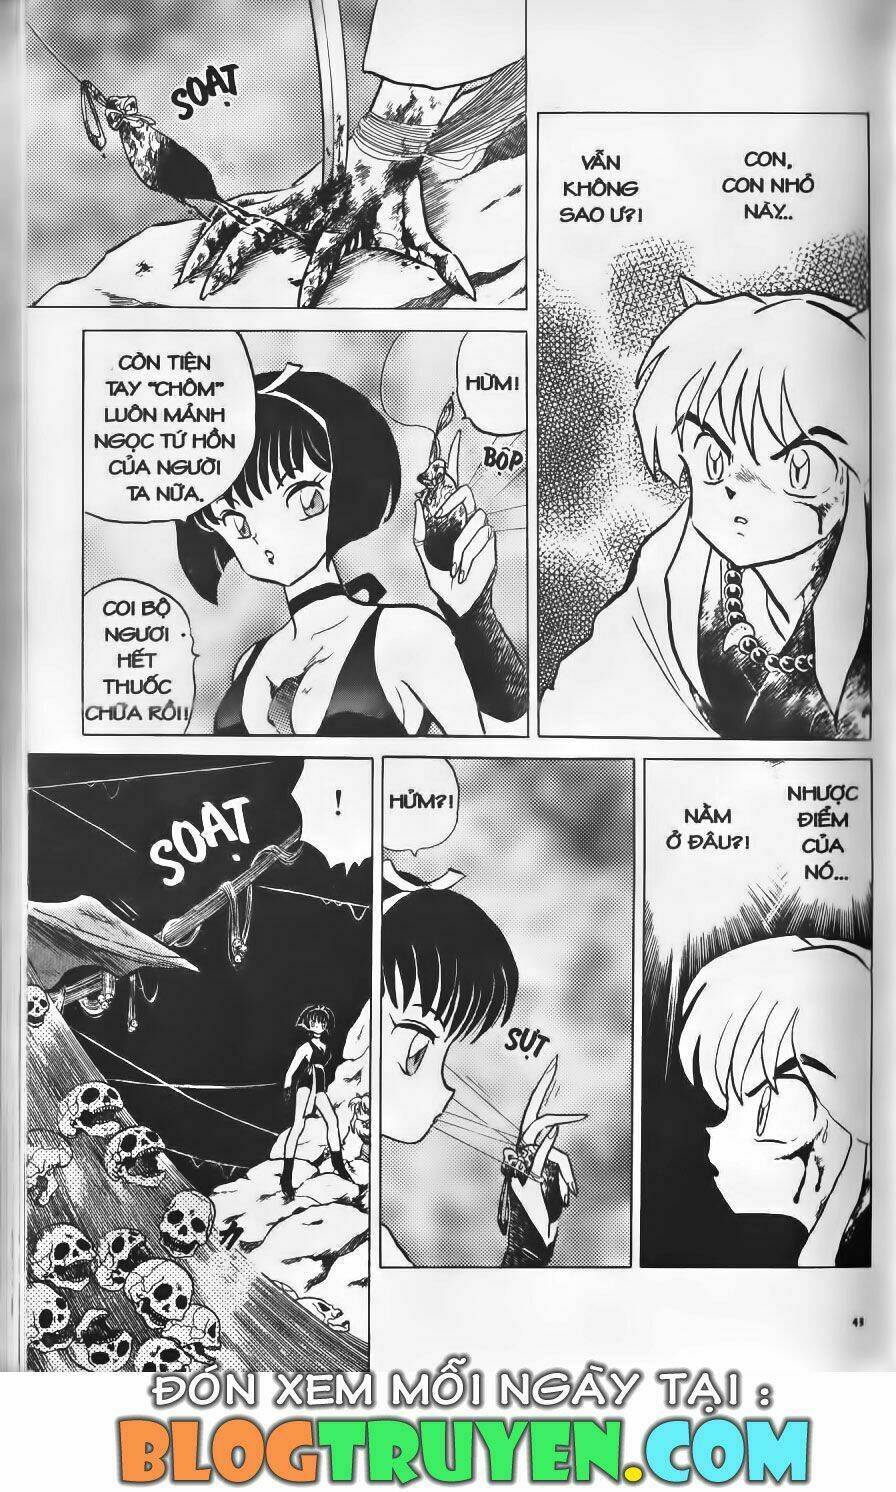 SOẠT
CON,
CON NHỎ
NÀY...
VẪN
KHÔNG
SAO Ư?!
HỪM!
BỘP
CÒN TIỆN
TAY "CHÔM"
LUÔN MẢNH
NGỌC TỨ HỒN
CỦA NGƯỜI
TA NỮA.
COI BỘ
NGƯƠI
HẾT
THUỐC
CHỮA RỒI!
NHƯỢC
ĐIỂM
CỦA
NÓ...
NẰM
Ở ĐÂU?!
HỬM?!
SỰT
!
SOẠT
43
ĐÓN XEM MỖI NGÀY TẠI :
BLOGTRUYEN.COM